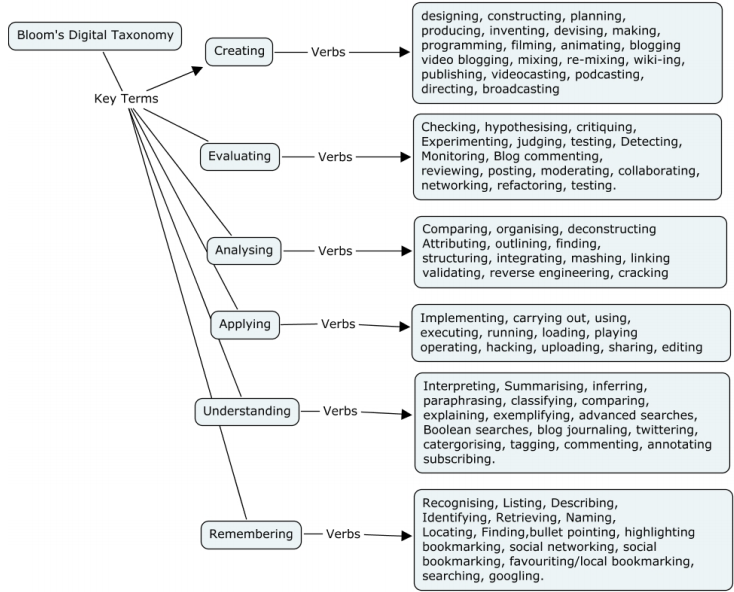 Bloom's Digital Taxonomy
Key Terms
Creating
Verbs
designing, constructing, planning,
producing, inventing, devising, making,
programming, filming, animating, blogging
video blogging, mixing, re-mixing, wiki-ing,
publishing, videocasting, podcasting,
directing, broadcasting
Evaluating
Verbs
Checking, hypothesising, critiquing,
Experimenting, judging, testing, Detecting,
Monitoring, Blog commenting,
reviewing, posting, moderating, collaborating,
networking, refactoring, testing.
Analysing
Verbs
Comparing, organising, deconstructing
Attributing, outlining, finding,
structuring, integrating, mashing, linking
validating, reverse engineering, cracking
Applying
Verbs
Implementing, carrying out, using,
executing, running, loading, playing
operating, hacking, uploading, sharing, editing
Understanding
Verbs
Interpreting, Summarising, inferring,
paraphrasing, classifying, comparing,
explaining, exemplifying, advanced searches,
Boolean searches, blog journaling, twittering,
catergorising, tagging, commenting, annotating
subscribing.
Remembering
Verbs
Recognising, Listing, Describing,
Identifying, Retrieving, Naming,
Locating, Finding,bullet pointing, highlighting
bookmarking, social networking, social
bookmarking, favouriting/local bookmarking,
searching, googling.